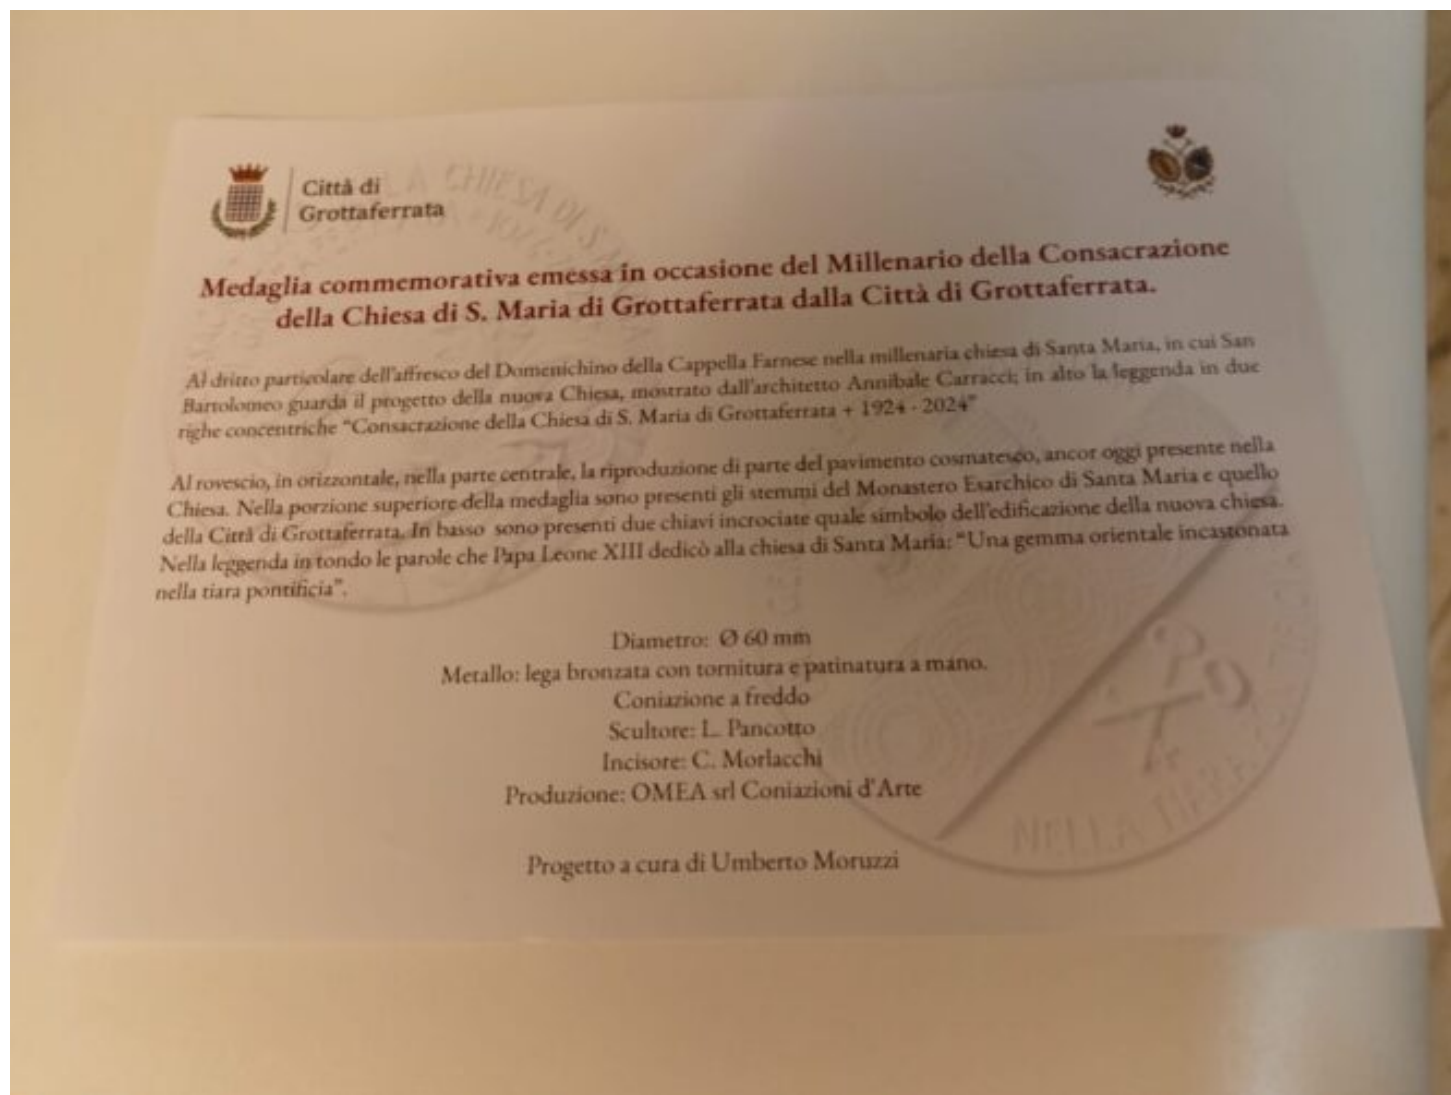 Città di
Grottaferrata
Medaglia commemorativa emessa in occasione del Millenario della Consacrazione
della Chiesa di S. Maria di Grottaferrata dalla Città di Grottaferrata.
Al dritto particolare dell'affresco del Domenichino della Cappella Farnese nella millenaria chiesa di Santa Maria, in cui San
Bartolomeo guarda il progetto della nuova Chiesa, mostrato dall'architetto Annibale Carracci; in alto la leggenda in due
righe concentriche "Consacrazione della Chiesa di S. Maria di Grottaferrata + 1924 - 2024"
Al rovescio, in orizzontale, nella parte centrale, la riproduzione di parte del pavimento cosmatesco, ancor oggi presente nella
Chiesa. Nella porzione superiore della medaglia sono presenti gli stemmi del Monastero Esarchico di Santa Maria e quello
della Città di Grottaferrata. In basso sono presenti due chiavi incrociate quale simbolo dell'edificazione della nuova chiesa.
Nella leggenda in tondo le parole che Papa Leone XIII dedicò alla chiesa di Santa Maria: "Una gemma orientale incastonata
nella tiara pontificia".
Diametro: Ø 60 mm
Metallo: lega bronzata con tornitura e patinatura a mano.
Coniazione a freddo
Scultore: L. Pancotto
Incisore: C. Morlacchi
Produzione: OMEA srl Coniazioni d'Arte
Progetto a cura di Umberto Moruzzi
CHIESA DI S.
NELLA